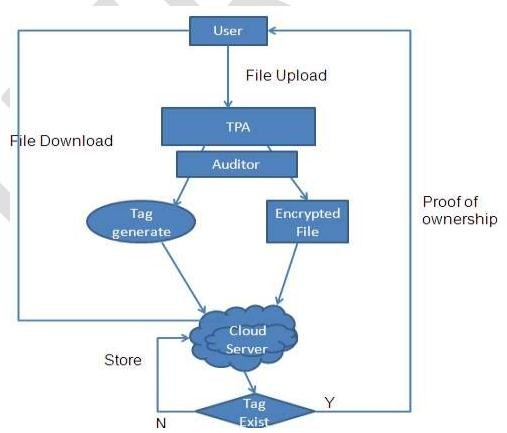 User
File Upload
TPA
File Download
Auditor
Tag
generate
Encrypted
File
Proof of
ownership
Cloud
Server
Store
Tag
Exist
Y
N